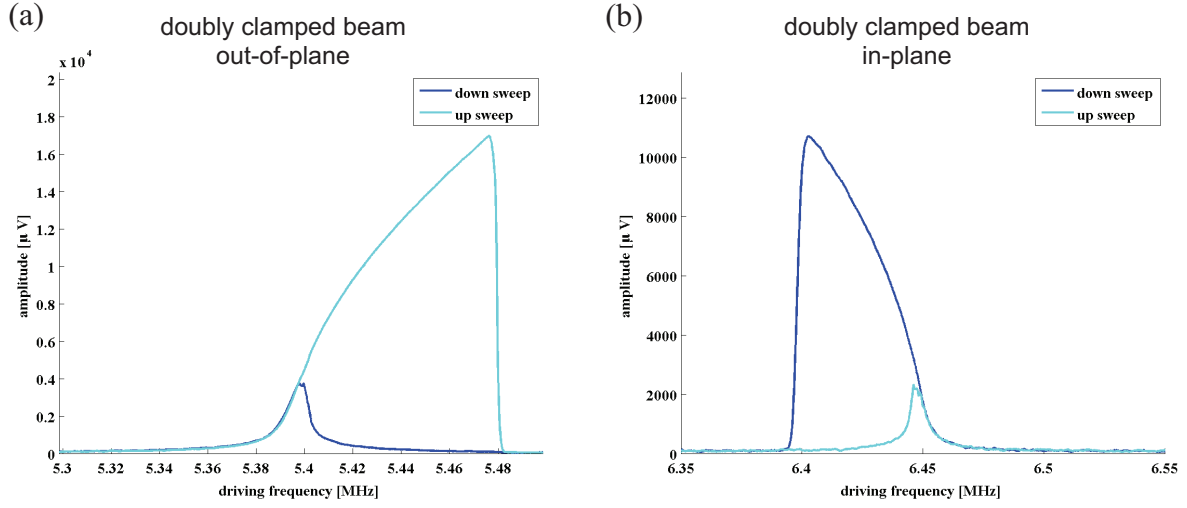 (a)
doubly clamped beam
out-of-plane
x 10^4
2
1.8
1.6
1.4
1.2
1
0.8
0.6
0.4
0.2
0
amplitude [μ V]
down sweep
up sweep
5.3 5.32 5.34 5.36 5.38 5.4 5.42 5.44 5.46 5.48
driving frequency [MHz]
(b)
doubly clamped beam
in-plane
12000
10000
8000
6000
4000
2000
0
amplitude [μ V]
down sweep
up sweep
6.35 6.4 6.45 6.5 6.55
driving frequency [MHz]